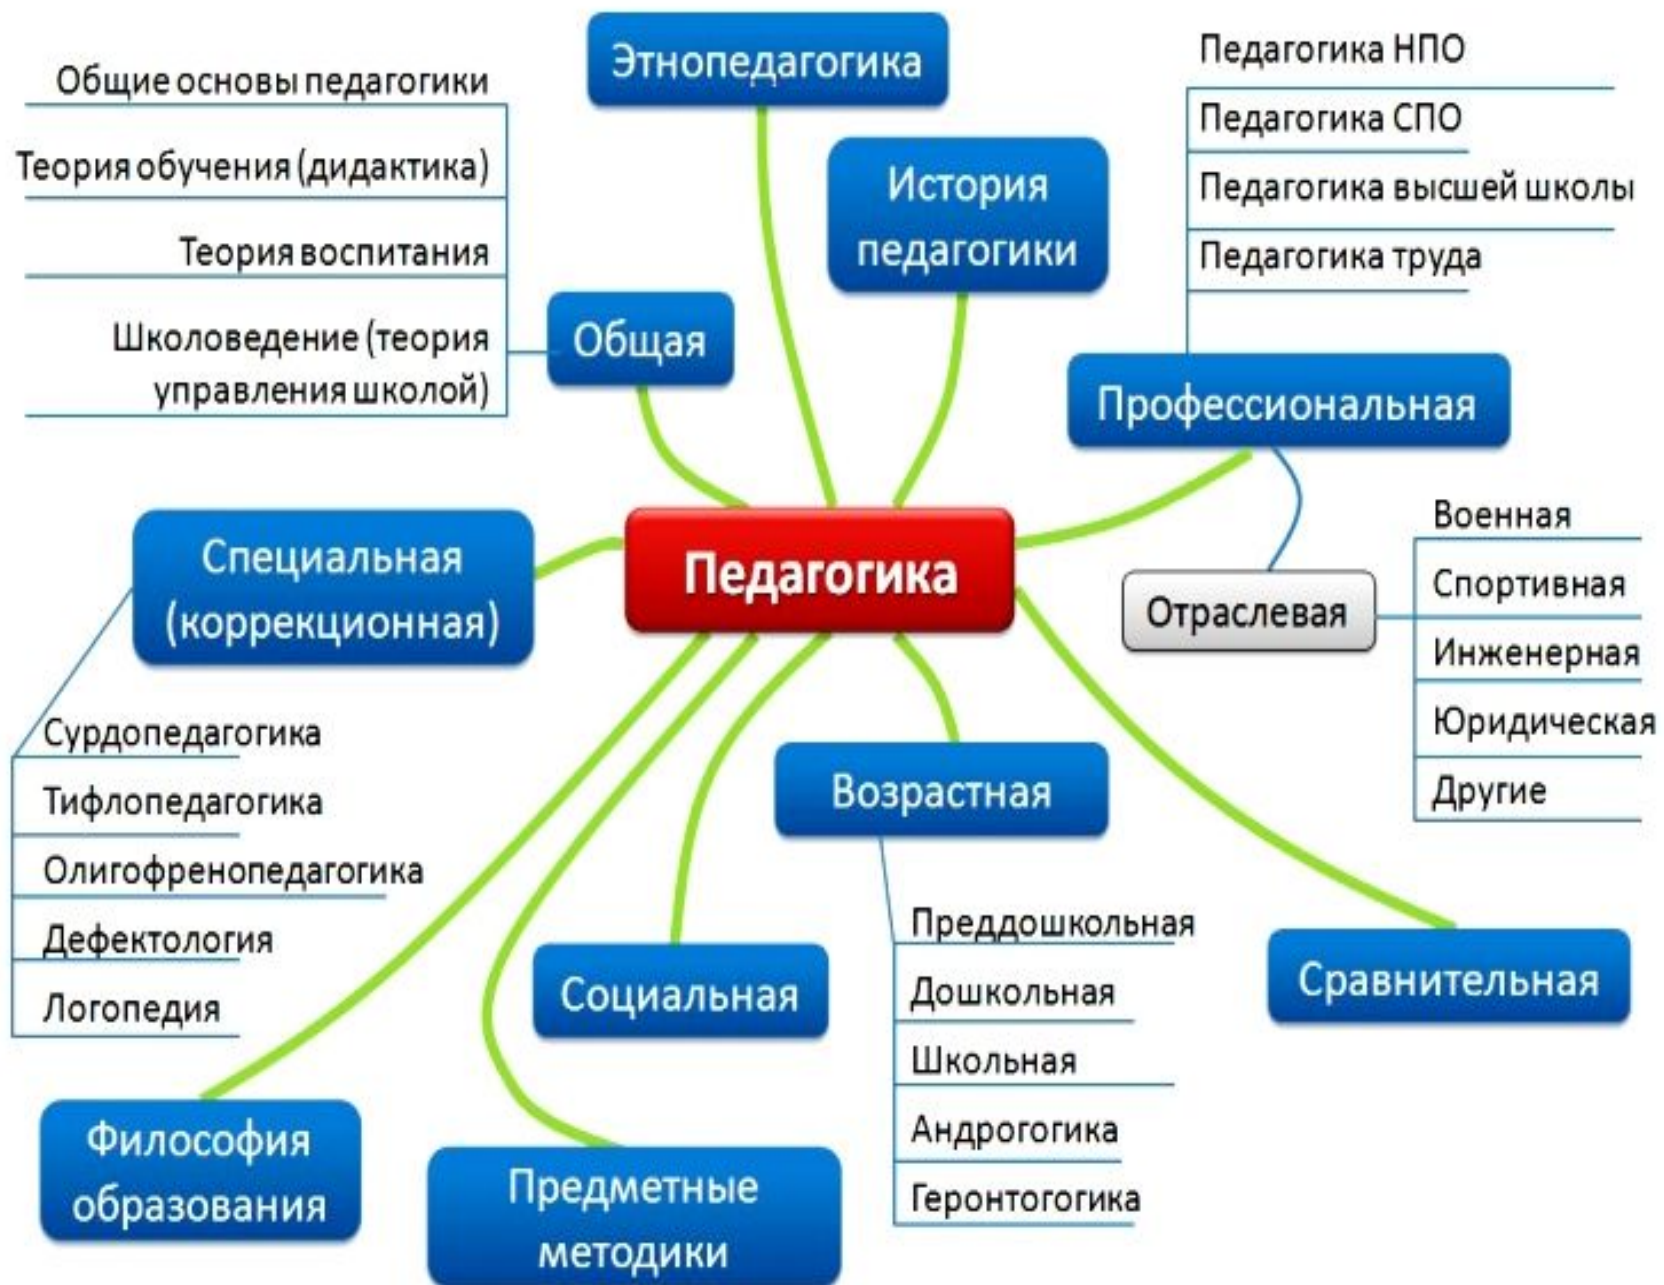 Этнопедагогика
Общие основы педагогики
Теория обучения (дидактика)
Теория воспитания
Школоведение (теория
управления школой)
Общая
История
педагогики
Педагогика НПО
Педагогика СПО
Педагогика высшей школы
Педагогика труда
Профессиональная
Педагогика
Отраслевая
Военная
Спортивная
Инженерная
Юридическая
Другие
Специальная
(коррекционная)
Сурдопедагогика
Тифлопедагогика
Олигофренопедагогика
Дефектология
Логопедия
Возрастная
Преддошкольная
Дошкольная
Школьная
Андрогогика
Геронтогогика
Социальная
Сравнительная
Философия
образования
Предметные
методики